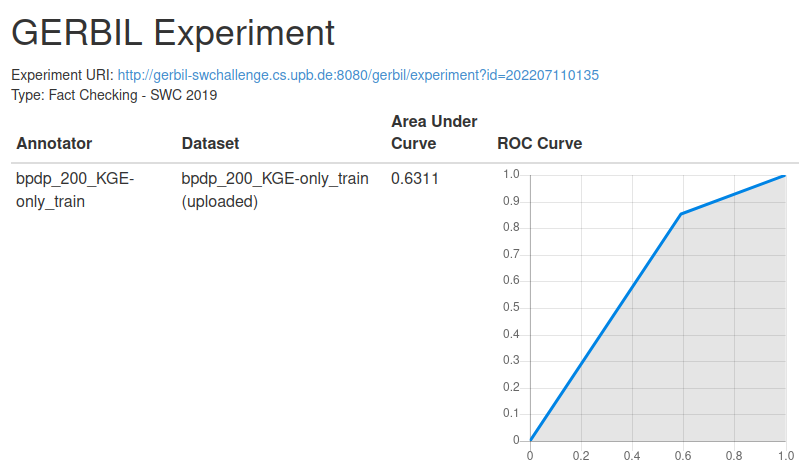 GERBIL Experiment
Experiment URI: http://gerbil-swchallenge.cs.upb.de:8080/gerbil/experiment?id=202207110135
Type: Fact Checking - SWC 2019
Annotator
Dataset
Area Under
Curve
ROC Curve
bpdp_200_KGE-
only_train
bpdp_200_KGE-only_train
(uploaded)
0.6311
1.0
0.9
0.8
0.7
0.6
0.5
0.4
0.3
0.2
0.1
0
0 0.2 0.4 0.6 0.8 1.0